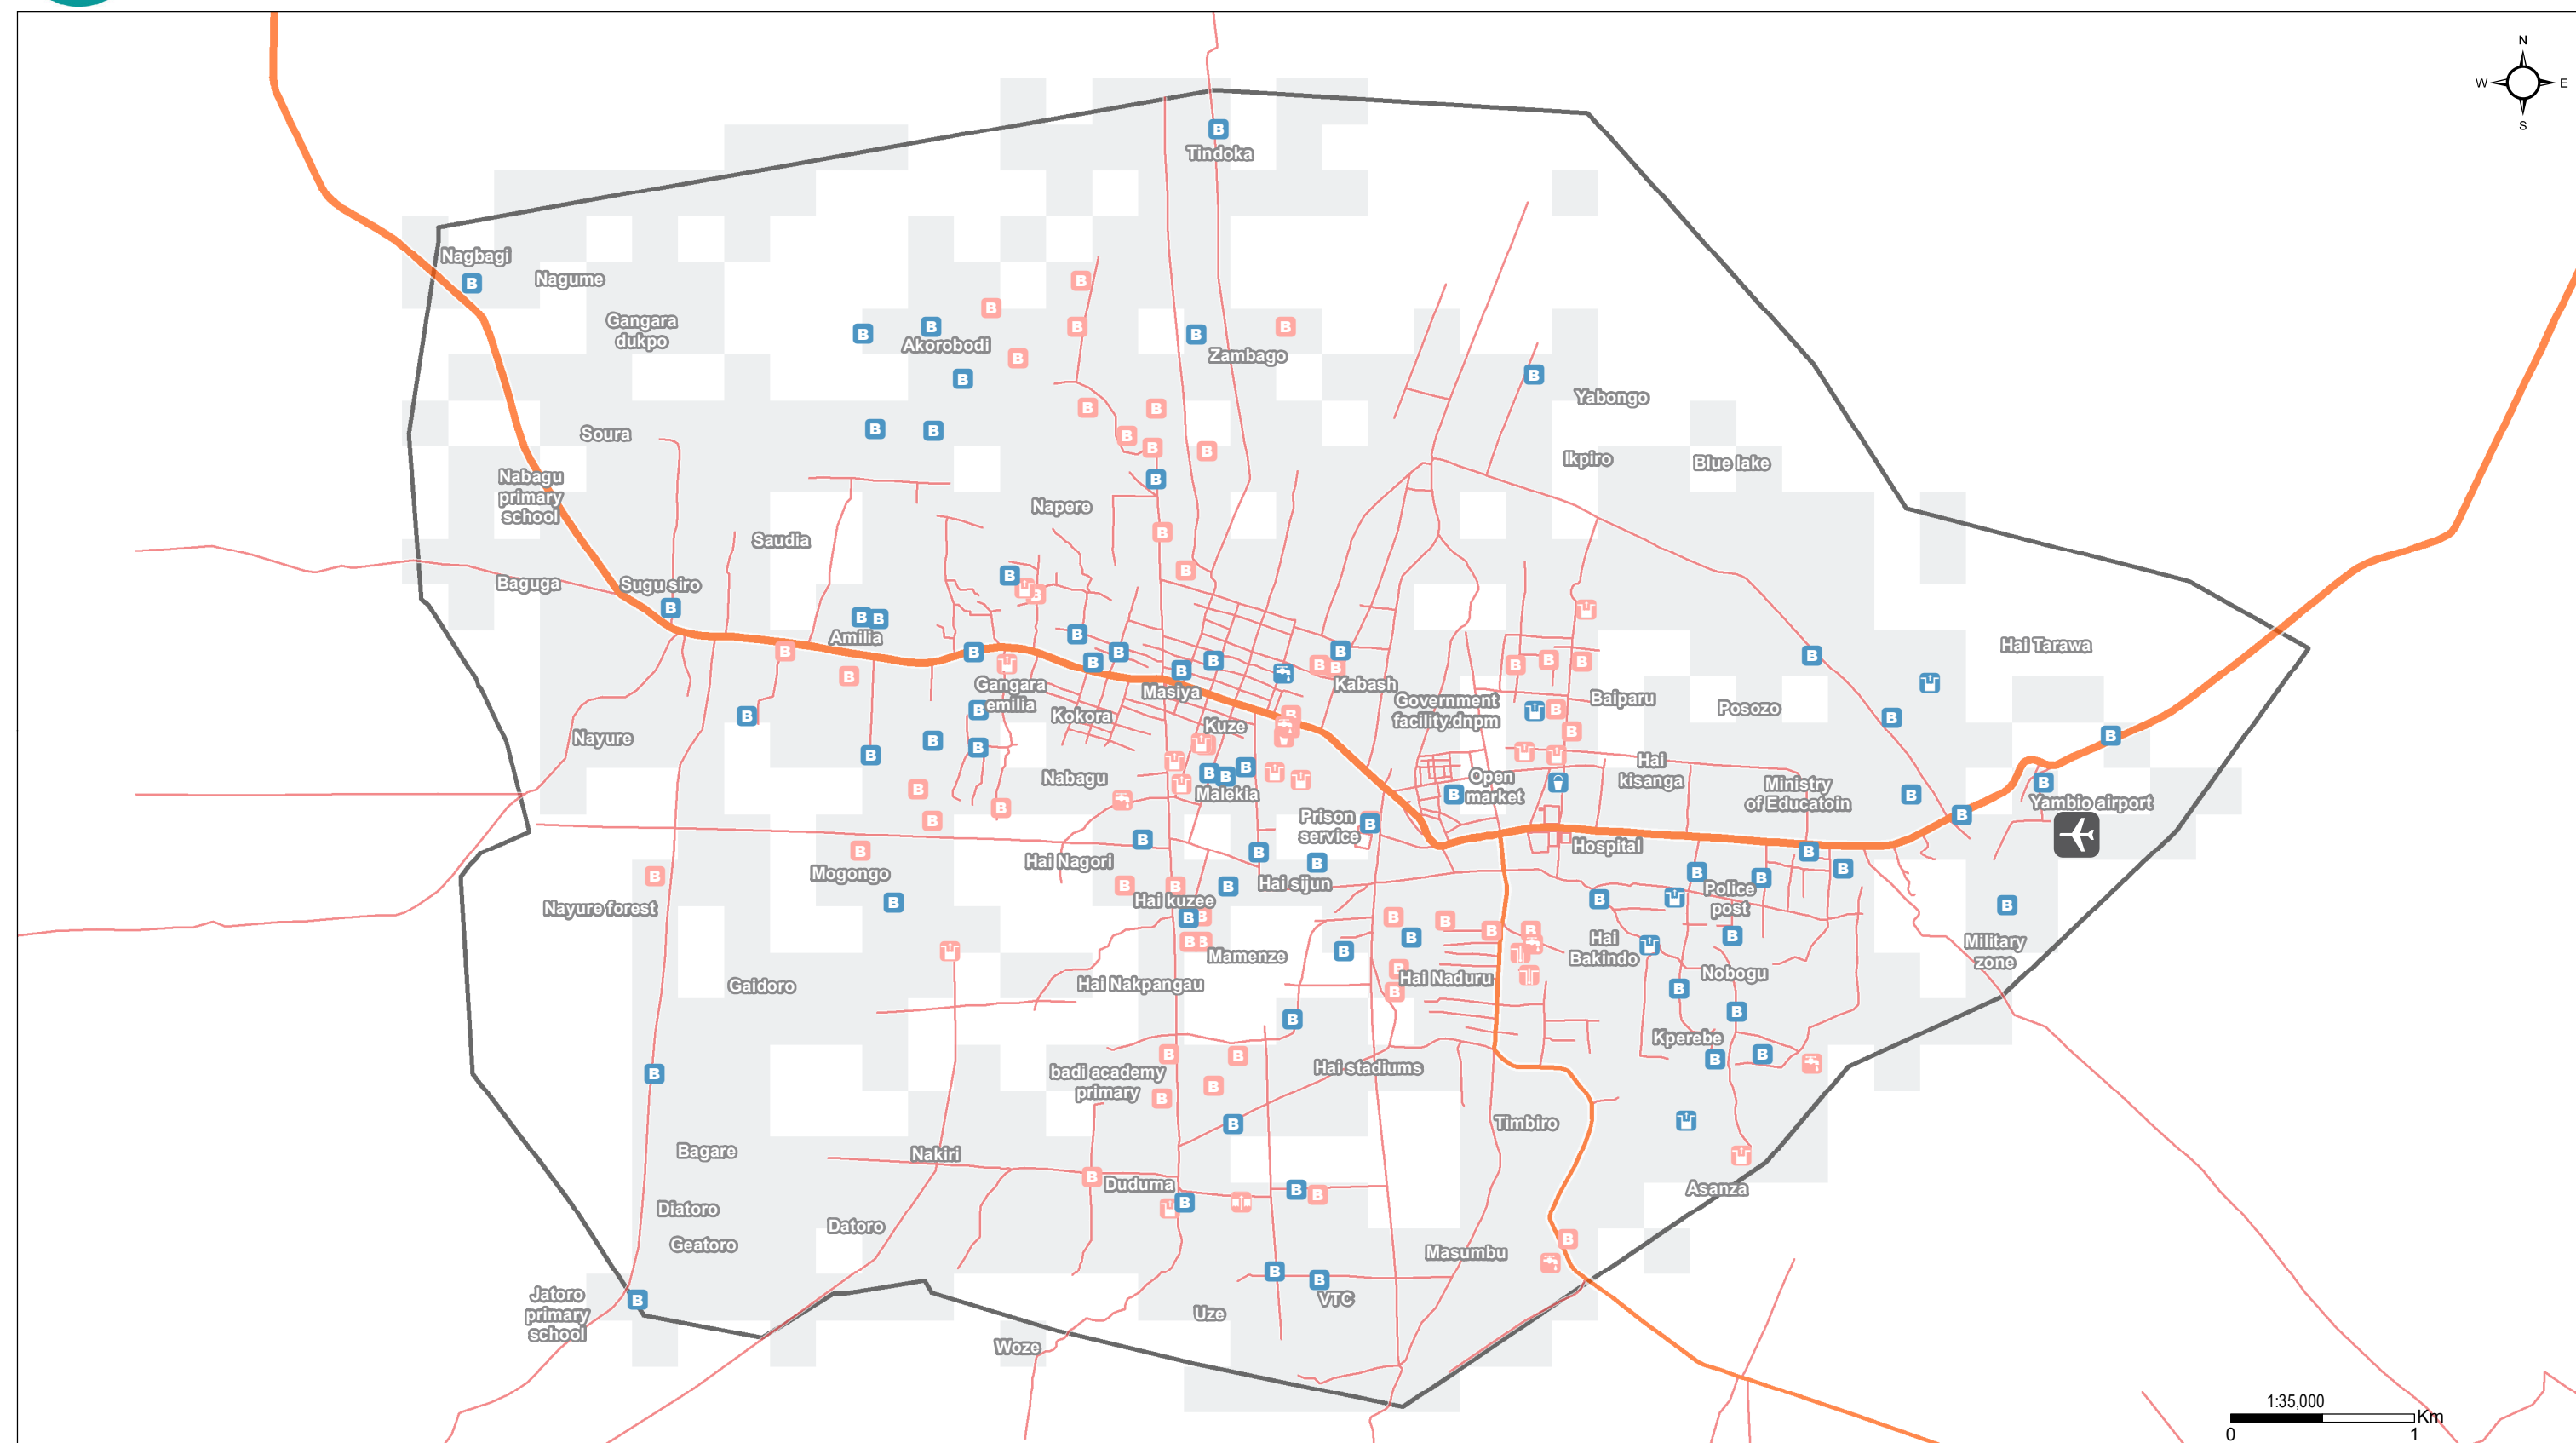 N
W E
S
Tindoka
Nagbagi
Nagume
Gangara
dukpo
Akorobodi
Zambago
Yabongo
Soura
Ikpiro
Blue lake
Nabagu
primary
school
Napere
Saudia
Baguga
Sugu siro
Amilia
Hai Tarawa
Gangara
emilia
Masiya
Kabash
Kokora
Kuze
Government
facility.dnpm
Baiparu
Posozo
Nayure
Nabagu
Malekia
Open
market
Hai
kisanga
Ministry
of Educatoin
Yambio airport
Prison
service
Hospital
Hai Nagori
Mogongo
Hai sijun
Hai kuzee
Police
post
Nayure forest
Mamenze
Hai
Bakindo
Military
zone
Hai Naduru
Nobogu
Gaidoro
Hai Nakpangau
Kperebe
badi academy
primary
Hai stadiums
Timbiro
Bagare
Nakiri
Duduma
Asanza
Diatoro
Datoro
Geatoro
Masumbu
Jatoro
primary
school
VTC
Uze
Woze
1:35,000
Km
0 1